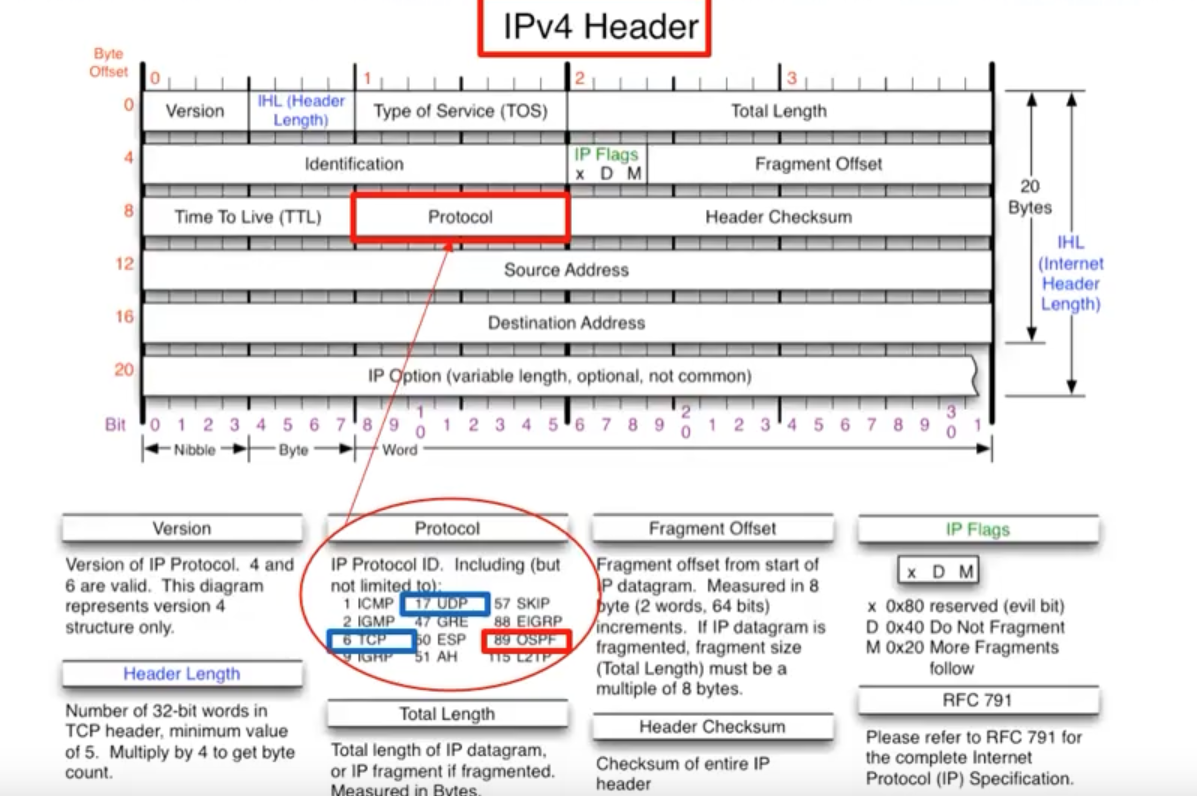 IPv4 Header
Byte
Offset
0 1 2 3
0 Version IHL (Header Length) Type of Service (TOS) Total Length
4 Identification IP Flags x D M Fragment Offset
8 Time To Live (TTL) Protocol Header Checksum
12 Source Address
16 Destination Address
20 IP Option (variable length, optional, not common)
20
Bytes
IHL
(Internet
Header
Length)
Bit 0 1 2 3 4 5 6 7 8 9 10 1 2 3 4 5 6 7 8 9 20 1 2 3 4 5 6 7 8 9 30 1
Nibble Byte Word
Version
Version of IP Protocol. 4 and
6 are valid. This diagram
represents version 4
structure only.
Header Length
Number of 32-bit words in
TCP header, minimum value
of 5. Multiply by 4 to get byte
count.
Protocol
IP Protocol ID. Including (but
not limited to):
1 ICMP 17 UDP 57 SKIP
2 IGMP 47 GRE 88 EIGRP
6 TCP 50 ESP 89 OSPF
9 IGRP 51 AH 115 L2TP
Total Length
Total length of IP datagram,
or IP fragment if fragmented.
Measured in Bytes.
Fragment Offset
Fragment offset from start of
IP datagram. Measured in 8
byte (2 words, 64 bits)
increments. If IP datagram is
fragmented, fragment size
(Total Length) must be a
multiple of 8 bytes.
Header Checksum
Checksum of entire IP
header
IP Flags
x D M
x 0x80 reserved (evil bit)
D 0x40 Do Not Fragment
M 0x20 More Fragments
follow
RFC 791
Please refer to RFC 791 for
the complete Internet
Protocol (IP) Specification.